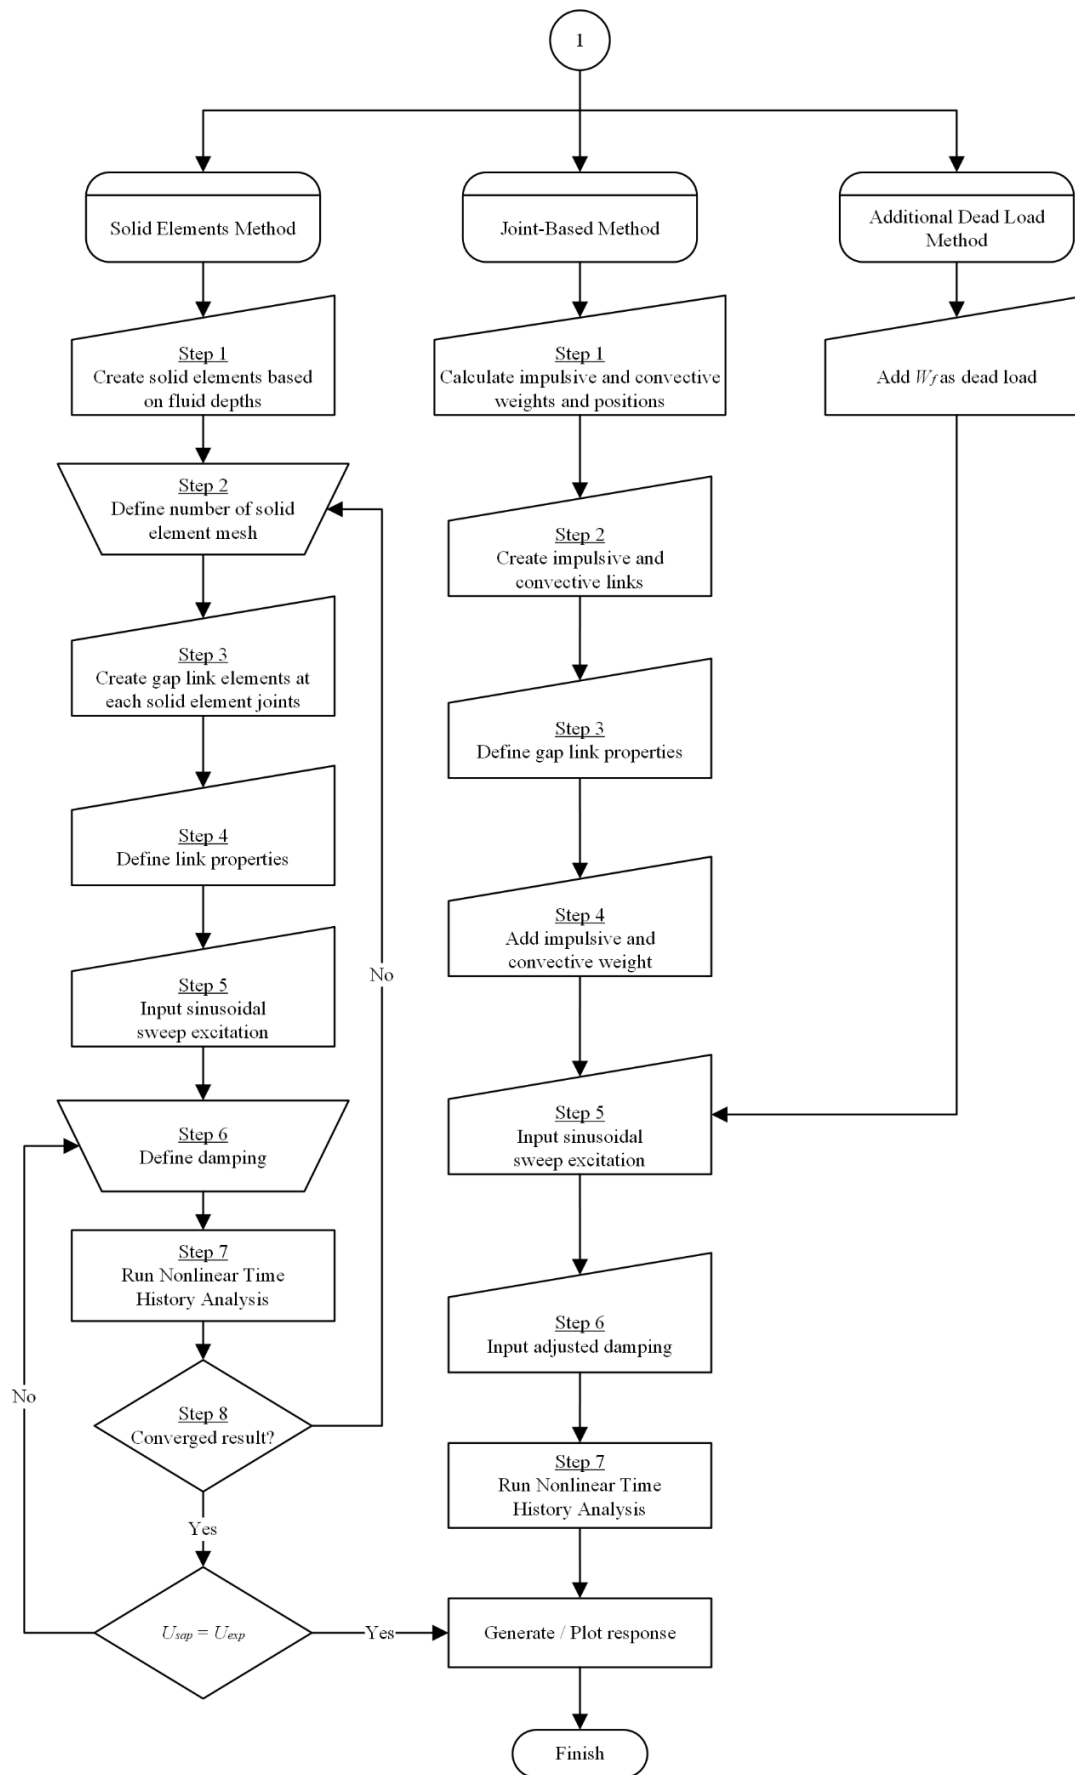 1
Solid Elements Method
Step 1
Create solid elements based
on fluid depths
Step 2
Define number of solid
element mesh
Step 3
Create gap link elements at
each solid element joints
Step 4
Define link properties
Step 5
Input sinusoidal
sweep excitation
Step 6
Define damping
Step 7
Run Nonlinear Time
History Analysis
Step 8
Converged result?
No
Yes
Usap = Uexp
No
Yes
Joint-Based Method
Step 1
Calculate impulsive and convective
weights and positions
Step 2
Create impulsive and
convective links
Step 3
Define gap link properties
Step 4
Add impulsive and
convective weight
Step 5
Input sinusoidal
sweep excitation
Step 6
Input adjusted damping
Step 7
Run Nonlinear Time
History Analysis
Generate / Plot response
Finish
Additional Dead Load
Method
Add Wf as dead load